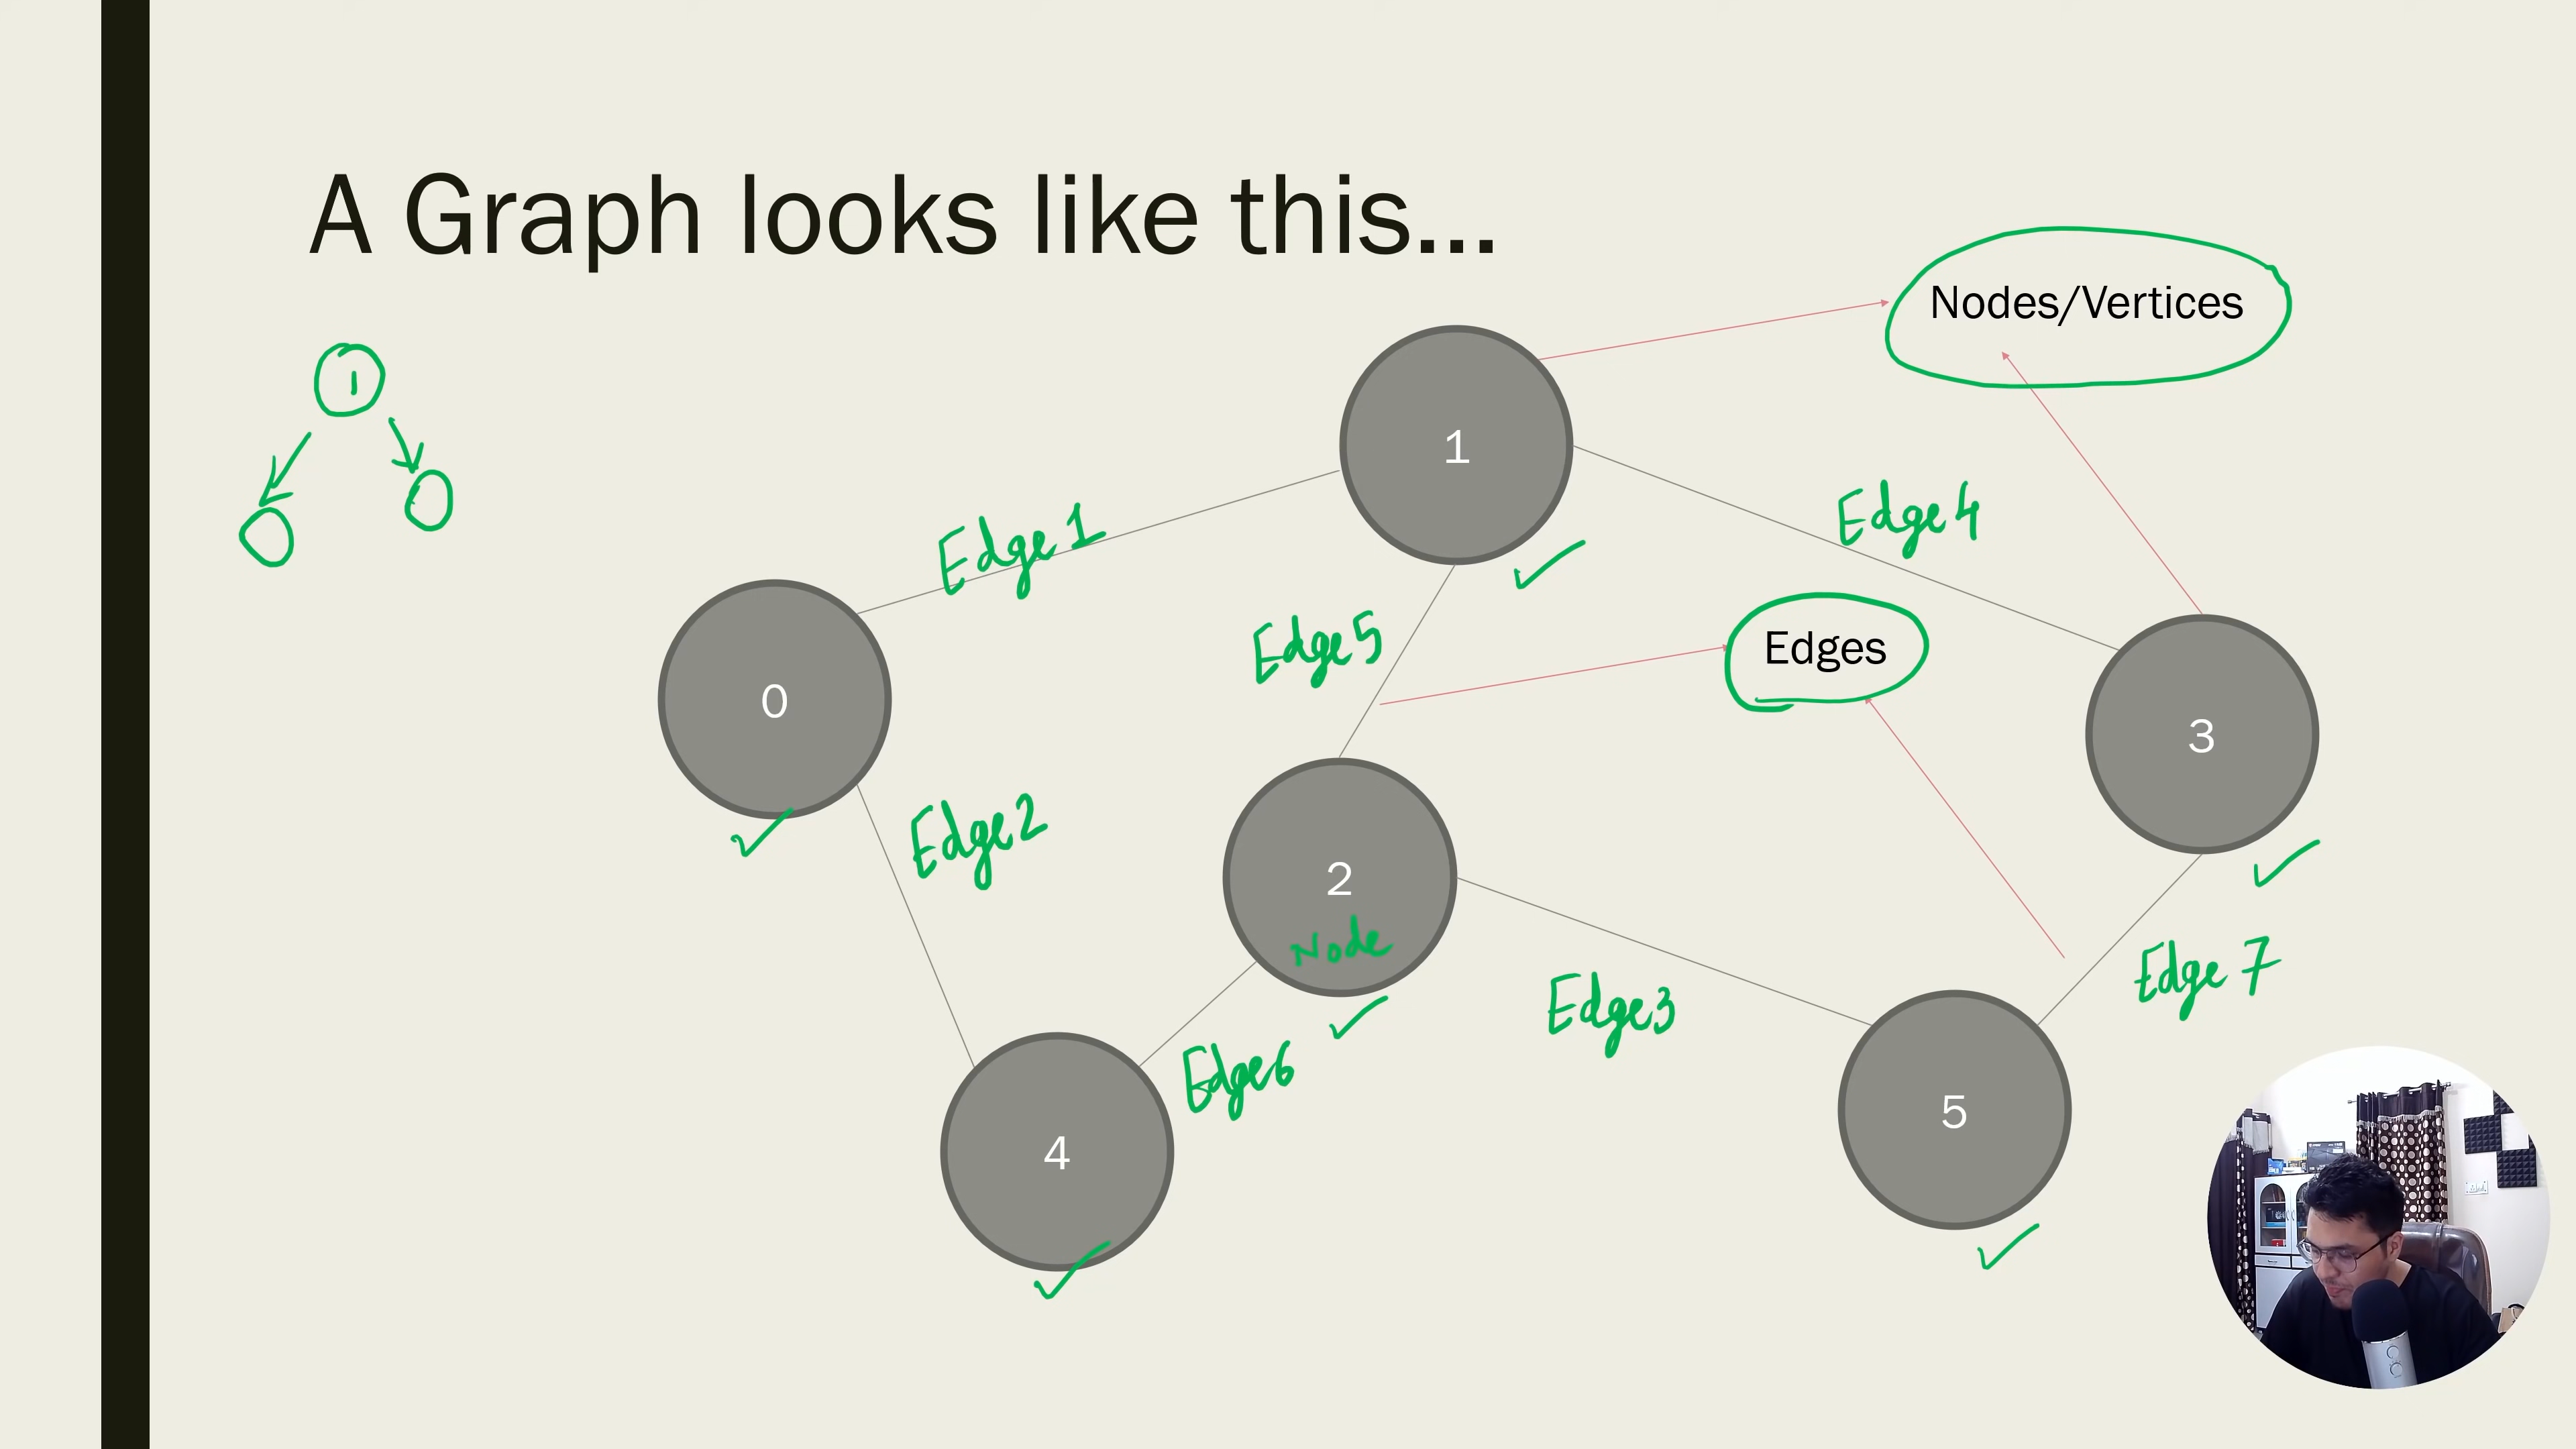 A Graph looks like this...
Nodes/Vertices
1
1
Edge 4
Edge 1
Edge 5
Edges
0
3
Edge 2
2
Node
Edge 7
Edge 3
Edge 6
5
4